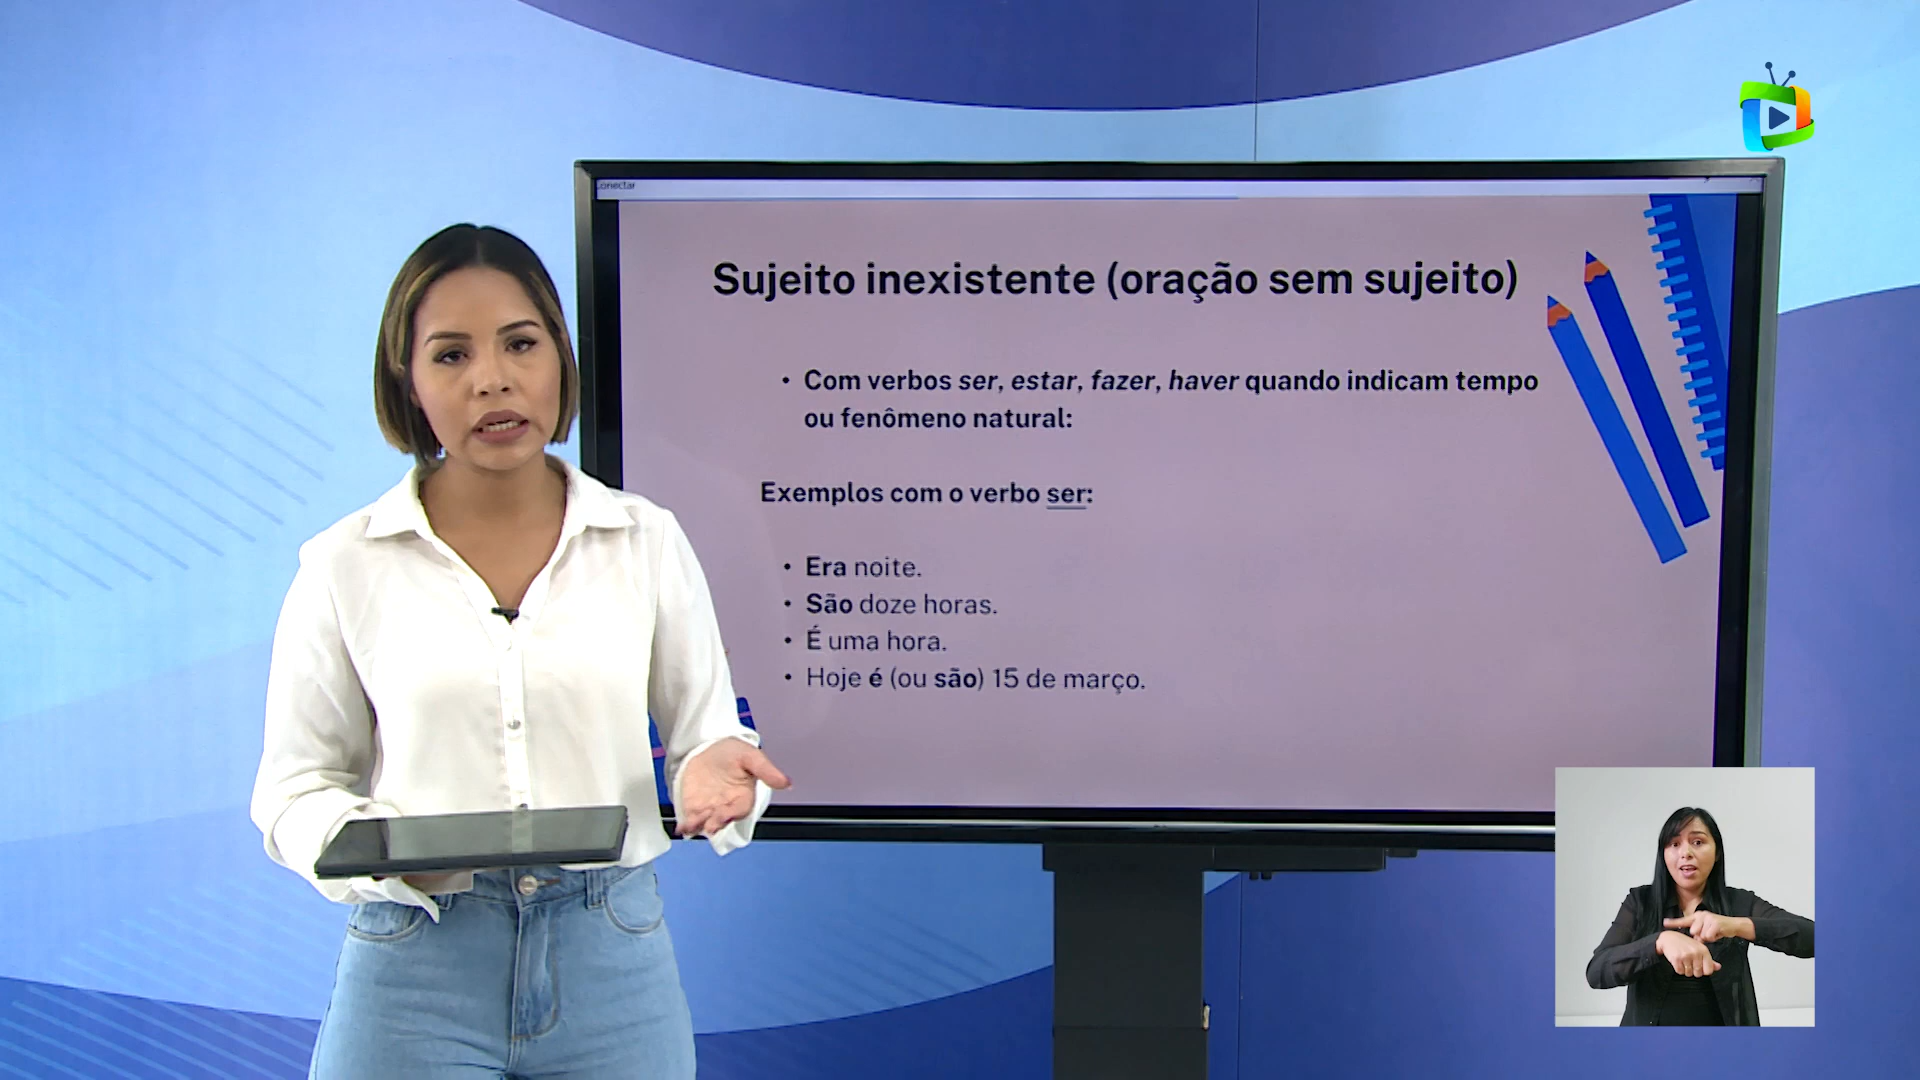 Conectar
Sujeito inexistente (oração sem sujeito)
• Com verbos ser, estar, fazer, haver quando indicam tempo
ou fenômeno natural:
Exemplos com o verbo ser:
• Era noite.
• São doze horas.
• É uma hora.
• Hoje é (ou são) 15 de março.